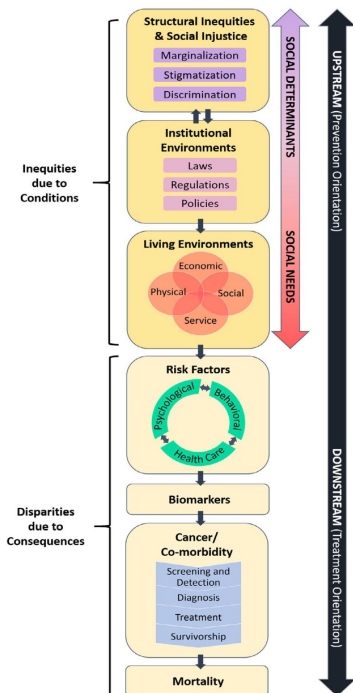 Structural Inequities
& Social Injustice
Marginalization
Stigmatization
Discrimination
Institutional
Environments
Laws
Regulations
Policies
Inequities
due to
Conditions
Living Environments
Economic
Physical
Social
Service
SOCIAL DETERMINANTS
SOCIAL NEEDS
UPSTREAM (Prevention Orientation)
Risk Factors
Psychological
Behavioral
Health Care
Biomarkers
Disparities
due to
Consequences
Cancer/
Co-morbidity
Screening and
Detection
Diagnosis
Treatment
Survivorship
Mortality
DOWNSTREAM (Treatment Orientation)